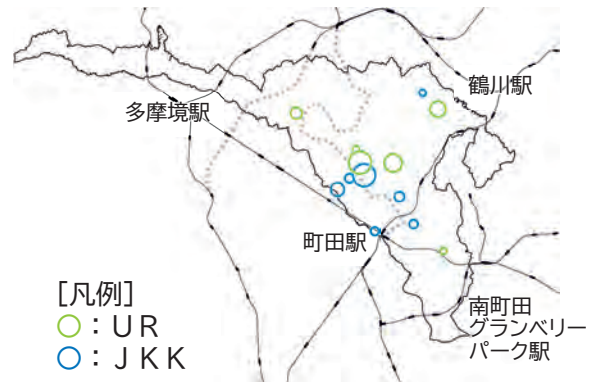 鶴川駅
多摩境駅
町田駅
南町田
グランベリー
パーク駅
[凡例]
○：ＵＲ
○：ＪＫＫ